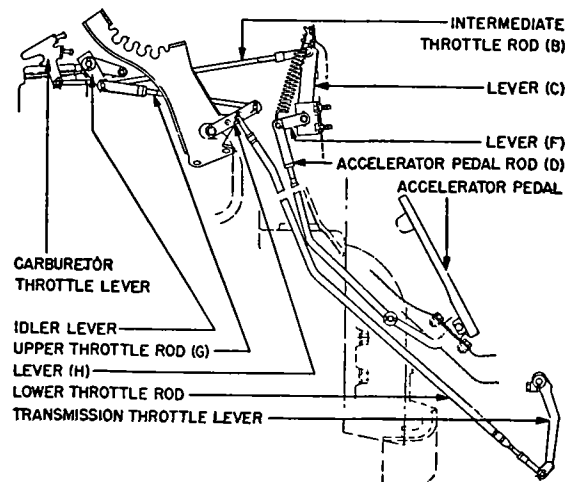 INTERMEDIATE
THROTTLE ROD (B)
LEVER (C)
LEVER (F)
ACCELERATOR PEDAL ROD (D)
ACCELERATOR PEDAL
CARBURETOR
THROTTLE LEVER
IDLER LEVER
UPPER THROTTLE ROD (G)
LEVER (H)
LOWER THROTTLE ROD
TRANSMISSION THROTTLE LEVER